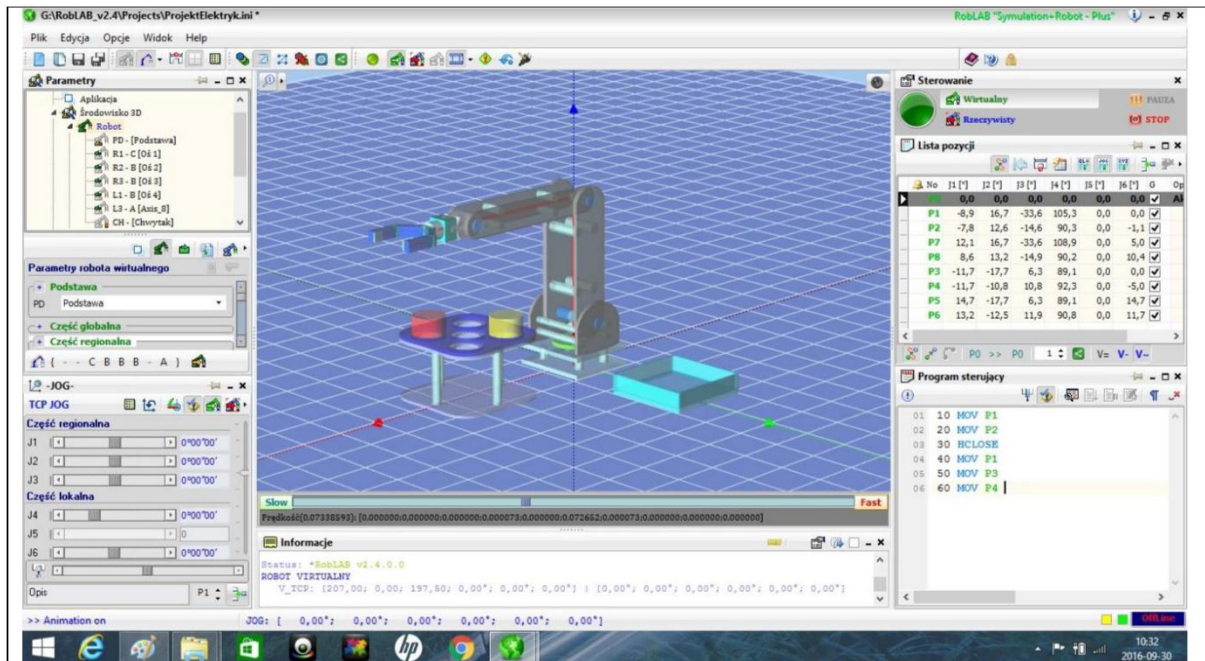 G:\RobLAB_v2.4\Projects\ProjektElektryk.ini *
RobLAB "Symulation+Robot - Plus"
Plik Edycja Opcje Widok Help
Parametry
Aplikacja
Środowisko 3D
Robot
PD - [Podstawa]
R1 - C [Oś 1]
R2 - B [Oś 2]
R3 - B [Oś 3]
L1 - B [Oś 4]
L3 - A [Axis_8]
CH - [Chwytak]
Parametry robota wirtualnego
Podstawa
PD Podstawa
Część globalna
Część regionalna
{ - - C B B B - A }
-JOG-
TCP JOG
Część regionalna
J1 0°00'00'
J2 0°00'00'
J3 0°00'00'
Część lokalna
J4 0°00'00'
J5 0
J6 0°00'00'
Opis P1
Slow Fast
Prędkość(0.07338593): [0.000000:0.000000:0.000000:0.000073:0.000000:0.072652:0.000073:0.000000:0.000000:0.000000]
Informacje
Status: *RobLAB v2.4.0.0
ROBOT VIRTUALNY
V_TCP: [207,00; 0,00; 197,50; 0,00°; 0,00°; 0,00°] : [0,00°; 0,00°; 0,00°; 0,00°; 0,00°; 0,00°]
Sterowanie
Wirtualny PAUZA
Rzeczywisty STOP
Lista pozycji
No J1 [°] J2 [°] J3 [°] J4 [°] J5 [°] J6 [°] G Op
P0 0,0 0,0 0,0 0,0 0,0 0,0
P1 -8,9 16,7 -33,6 105,3 0,0 0,0
P2 -7,8 12,6 -14,6 90,3 0,0 -1,1
P7 12,1 16,7 -33,6 108,9 0,0 5,0
P8 8,6 13,2 -14,9 90,2 0,0 10,4
P3 -11,7 -17,7 6,3 89,1 0,0 0,0
P4 -11,7 -10,8 10,8 92,3 0,0 -5,0
P5 14,7 -17,7 6,3 89,1 0,0 14,7
P6 13,2 -12,5 11,9 90,8 0,0 11,7
P0 >> P0 1 V= V- V~
Program sterujący
01 10 MOV P1
02 20 MOV P2
03 30 HCLOSE
04 40 MOV P1
05 50 MOV P3
06 60 MOV P4
>> Animation on
JOG: [ 0,00°; 0,00°; 0,00°; 0,00°; 0,00°; 0,00°]
OffLine
hp
10:32
2016-09-30